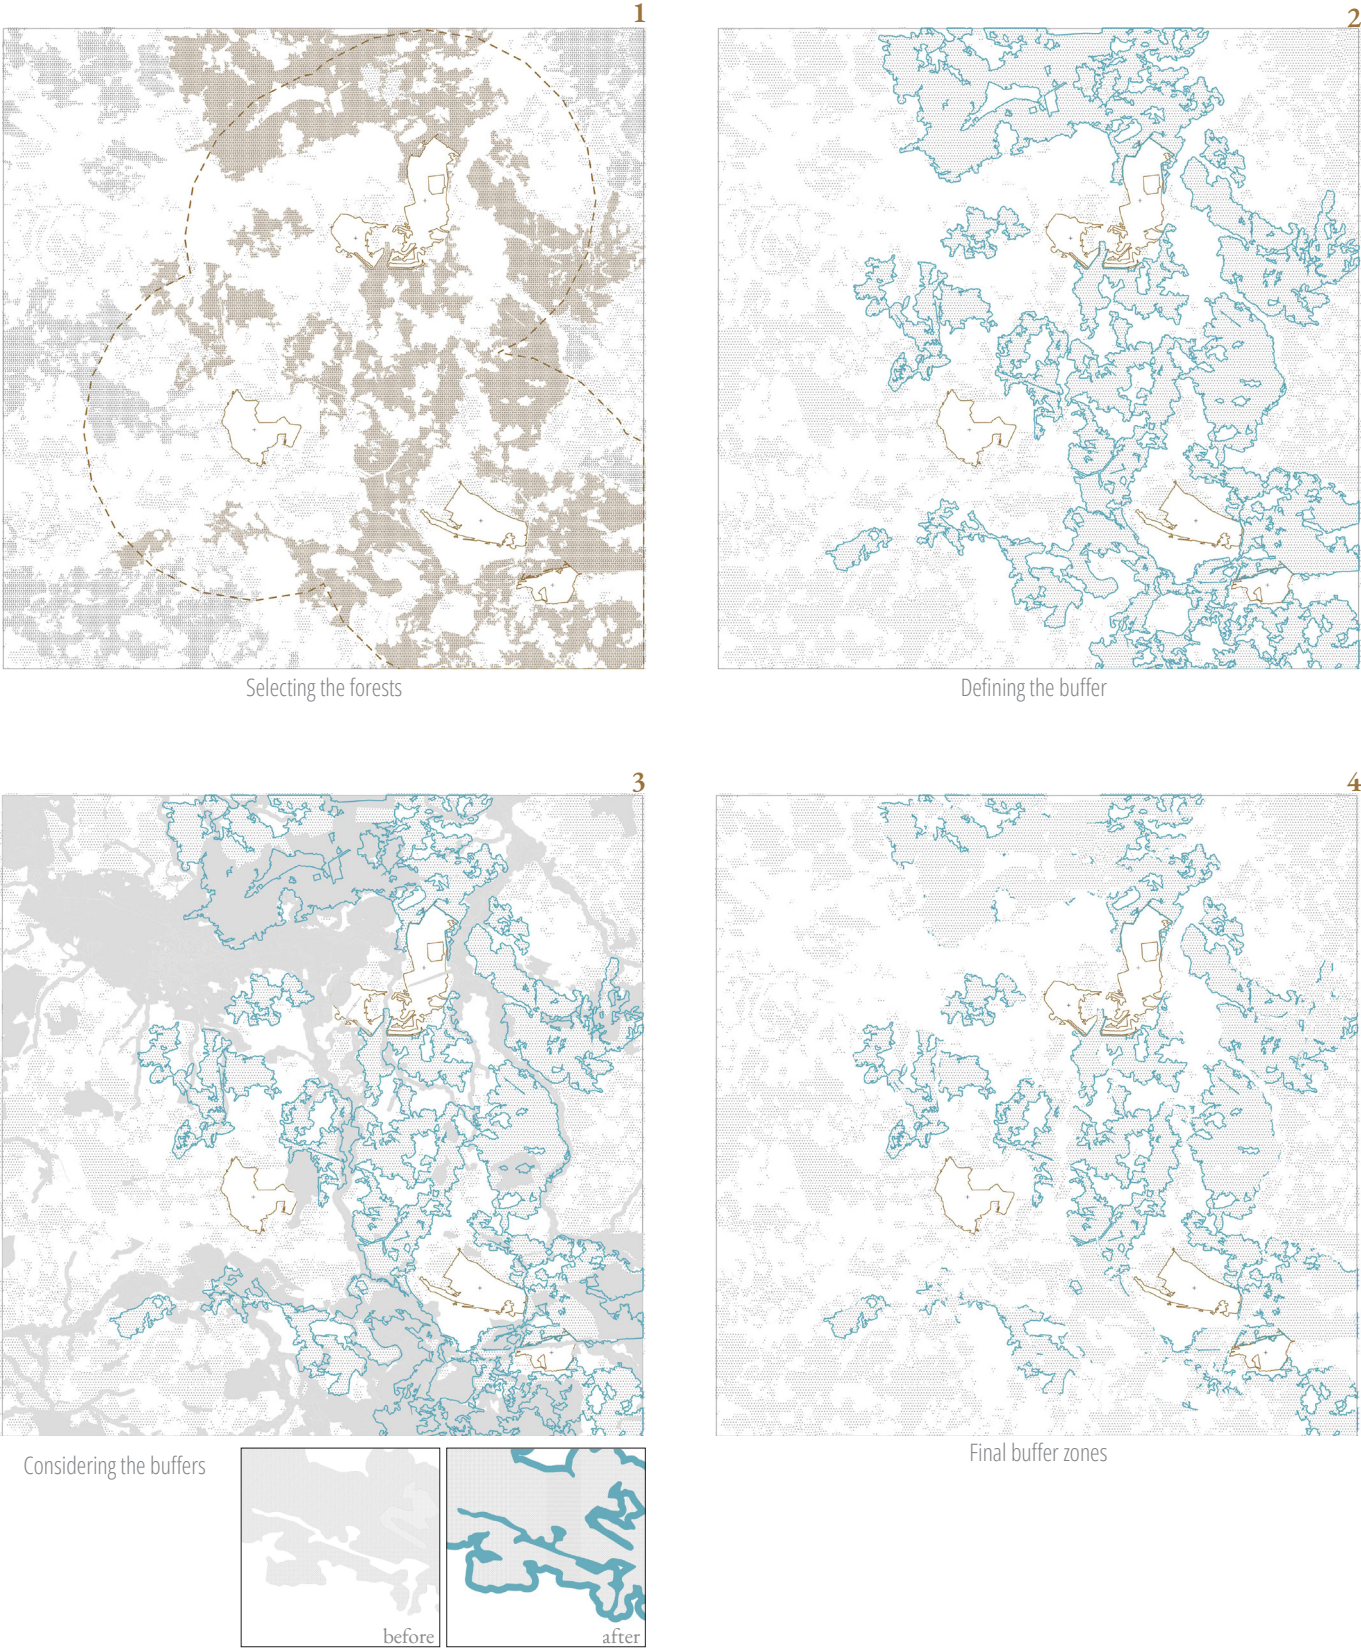 1
2
Selecting the forests
Defining the buffer
3
4
Considering the buffers
before
after
Final buffer zones